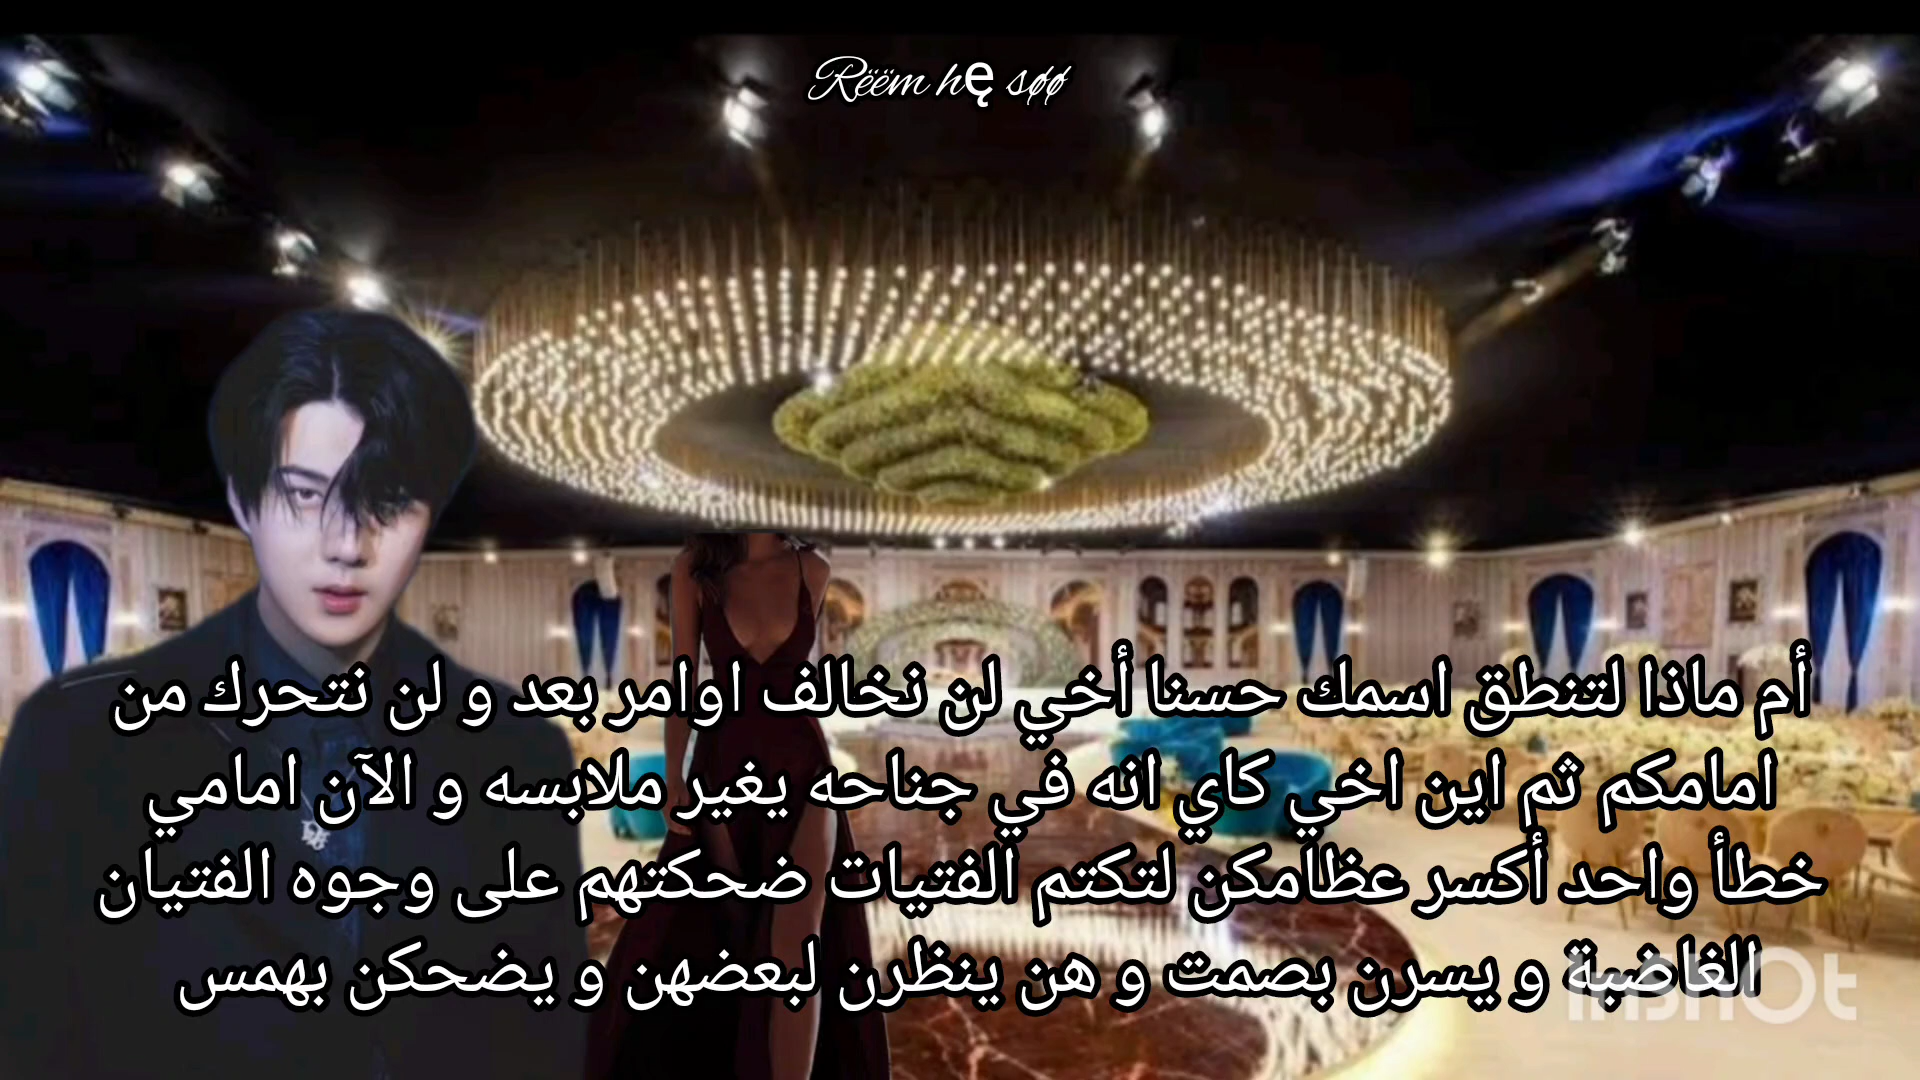 Rëëm hę søø
أم ماذا لتنطق اسمك حسنا أخي لن نخالف اوامر بعد و لن نتحرك من
امامكم ثم اين اخي كاي انه في جناحه يغير ملابسه و الآن امامي
خطأ واحد أكسر عظامكن لتكتم الفتيات ضحكتهم على وجوه الفتيان
الغاضبة و يسرن بصمت و هن ينظرن لبعضهن و يضحكن بهمس
InShOt